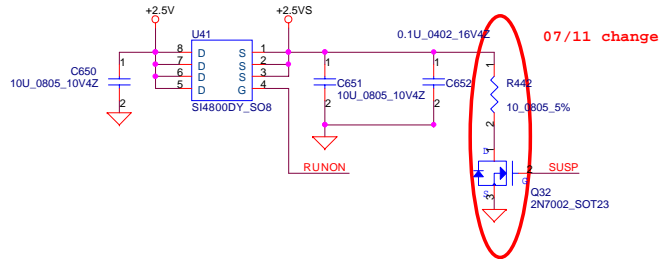 +2.5V
+2.5VS
07/11 change
U41
0.1U_0402_16V4Z
8 D S 1
7 D S 2
6 D S 3
5 D G 4
SI4800DY_SO8
C650
10U_0805_10V4Z
1
2
1
C651
10U_0805_10V4Z
2
1
C652
2
1
R442
10_0805_5%
2
RUNON
1
D
2
G
SUSP
S
3
Q32
2N7002_SOT23